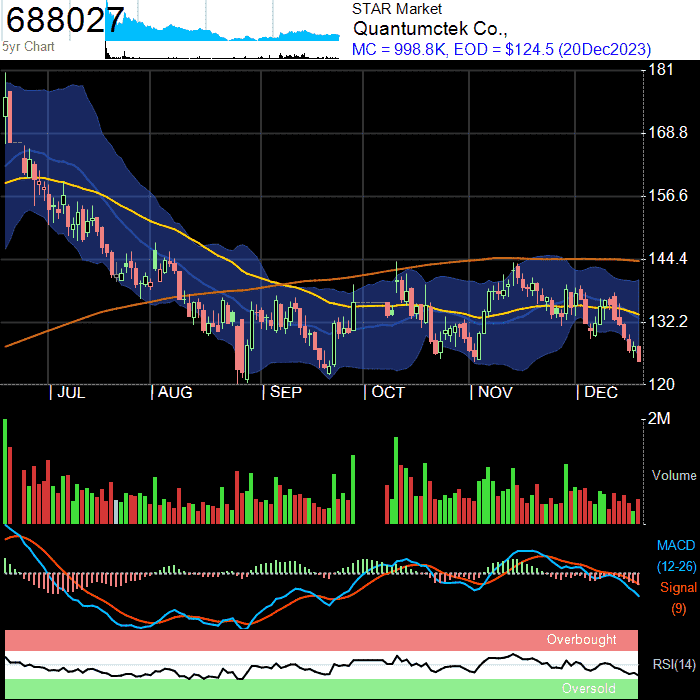 688027
5yr Chart
STAR Market
Quantumctek Co.,
MC = 998.8K, EOD = $124.5 (20Dec2023)
181
168.8
156.6
144.4
132.2
120
| JUL | AUG | SEP | OCT | NOV | DEC
2M
Volume
MACD
(12-26)
Signal
(9)
Overbought
RSI(14)
Oversold